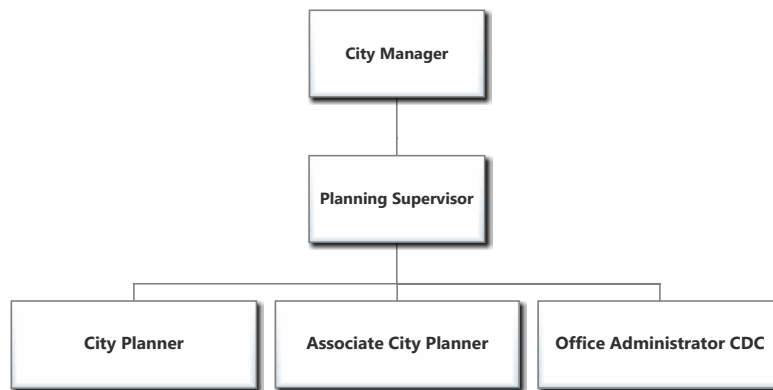 City Manager
Planning Supervisor
City Planner
Associate City Planner
Office Administrator CDC